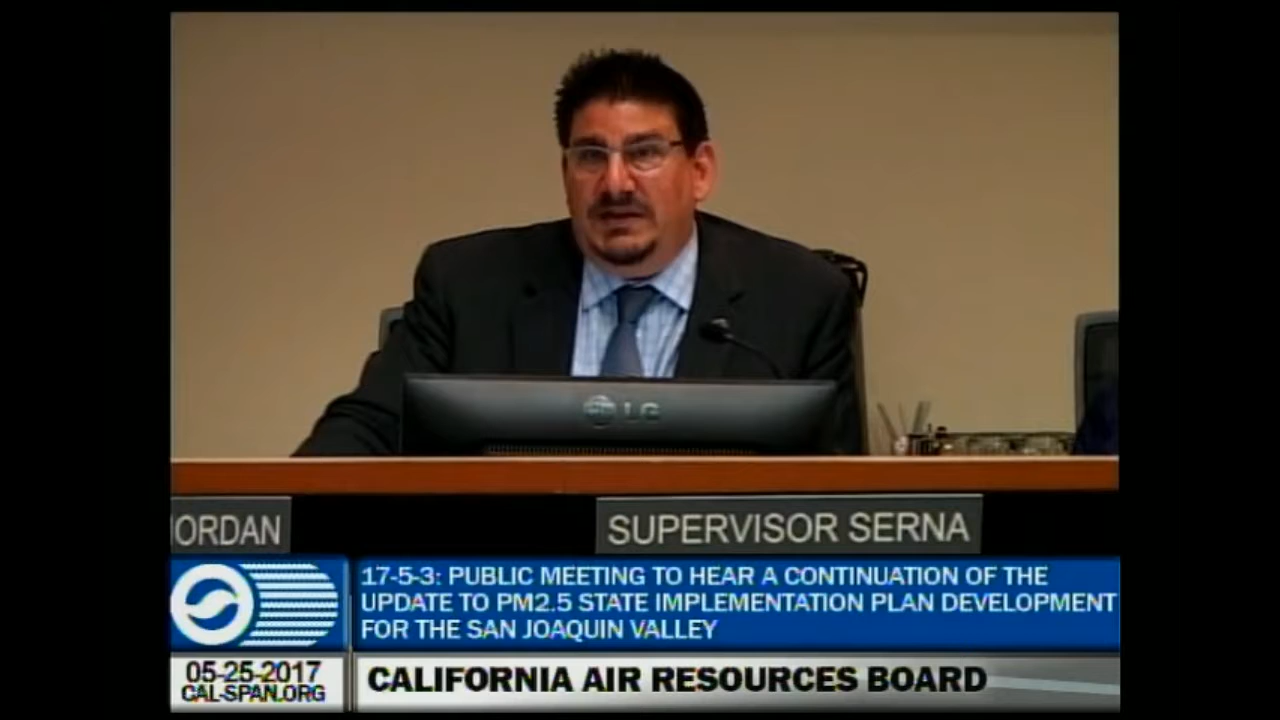 LG
JORDAN
SUPERVISOR SERNA
17-5-3: PUBLIC MEETING TO HEAR A CONTINUATION OF THE
UPDATE TO PM2.5 STATE IMPLEMENTATION PLAN DEVELOPMENT
FOR THE SAN JOAQUIN VALLEY
05-25-2017
CAL-SPAN.ORG
CALIFORNIA AIR RESOURCES BOARD